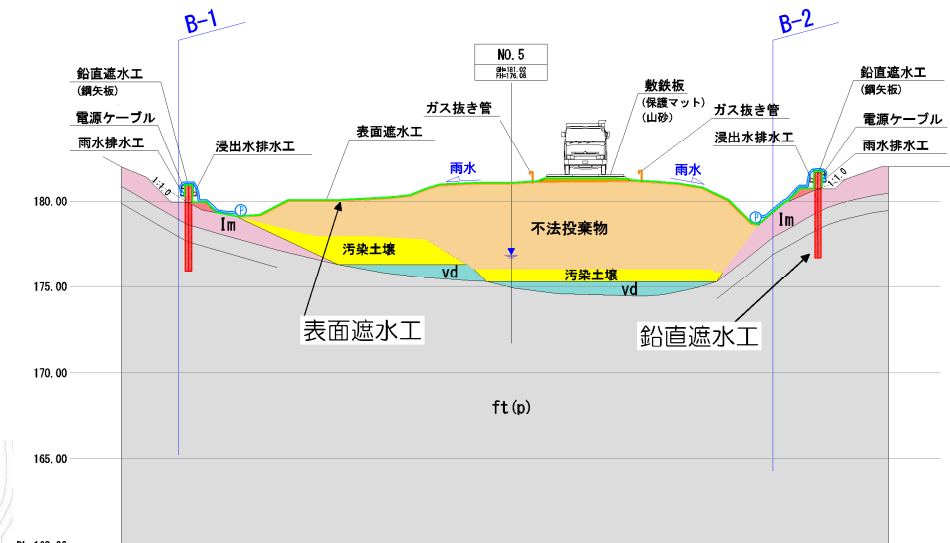 B-1
B-2
NO.5
GH=181.02
FH=176.08
鉛直遮水工
(鋼矢板)
電源ケーブル
雨水排水工
浸出水排水工
表面遮水工
ガス抜き管
敷鉄板
(保護マット)
(山砂)
ガス抜き管
浸出水排水工
鉛直遮水工
(鋼矢板)
電源ケーブル
雨水排水工
雨水
雨水
1:1.0
1:1.0
180.00
P
P
lm
lm
不法投棄物
汚染土壌
汚染土壌
vd
vd
175.00
表面遮水工
鉛直遮水工
170.00
ft(p)
165.00